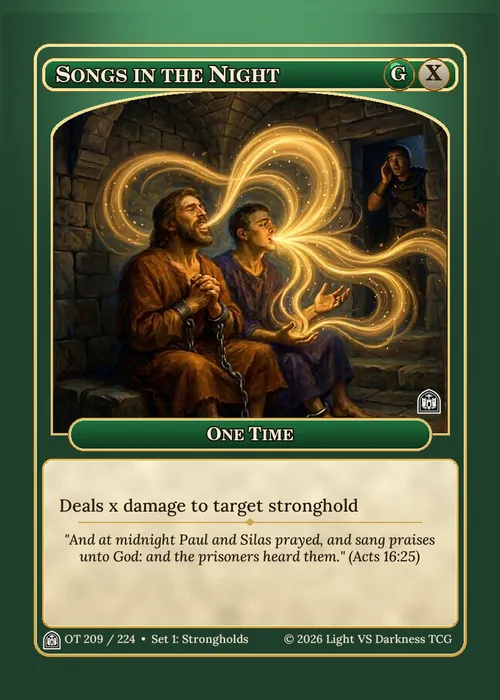 Songs in the Night G X
One Time
Deals x damage to target stronghold
"And at midnight Paul and Silas prayed, and sang praises
unto God: and the prisoners heard them." (Acts 16:25)
OT 209 / 224 • Set 1: Strongholds © 2026 Light VS Darkness TCG